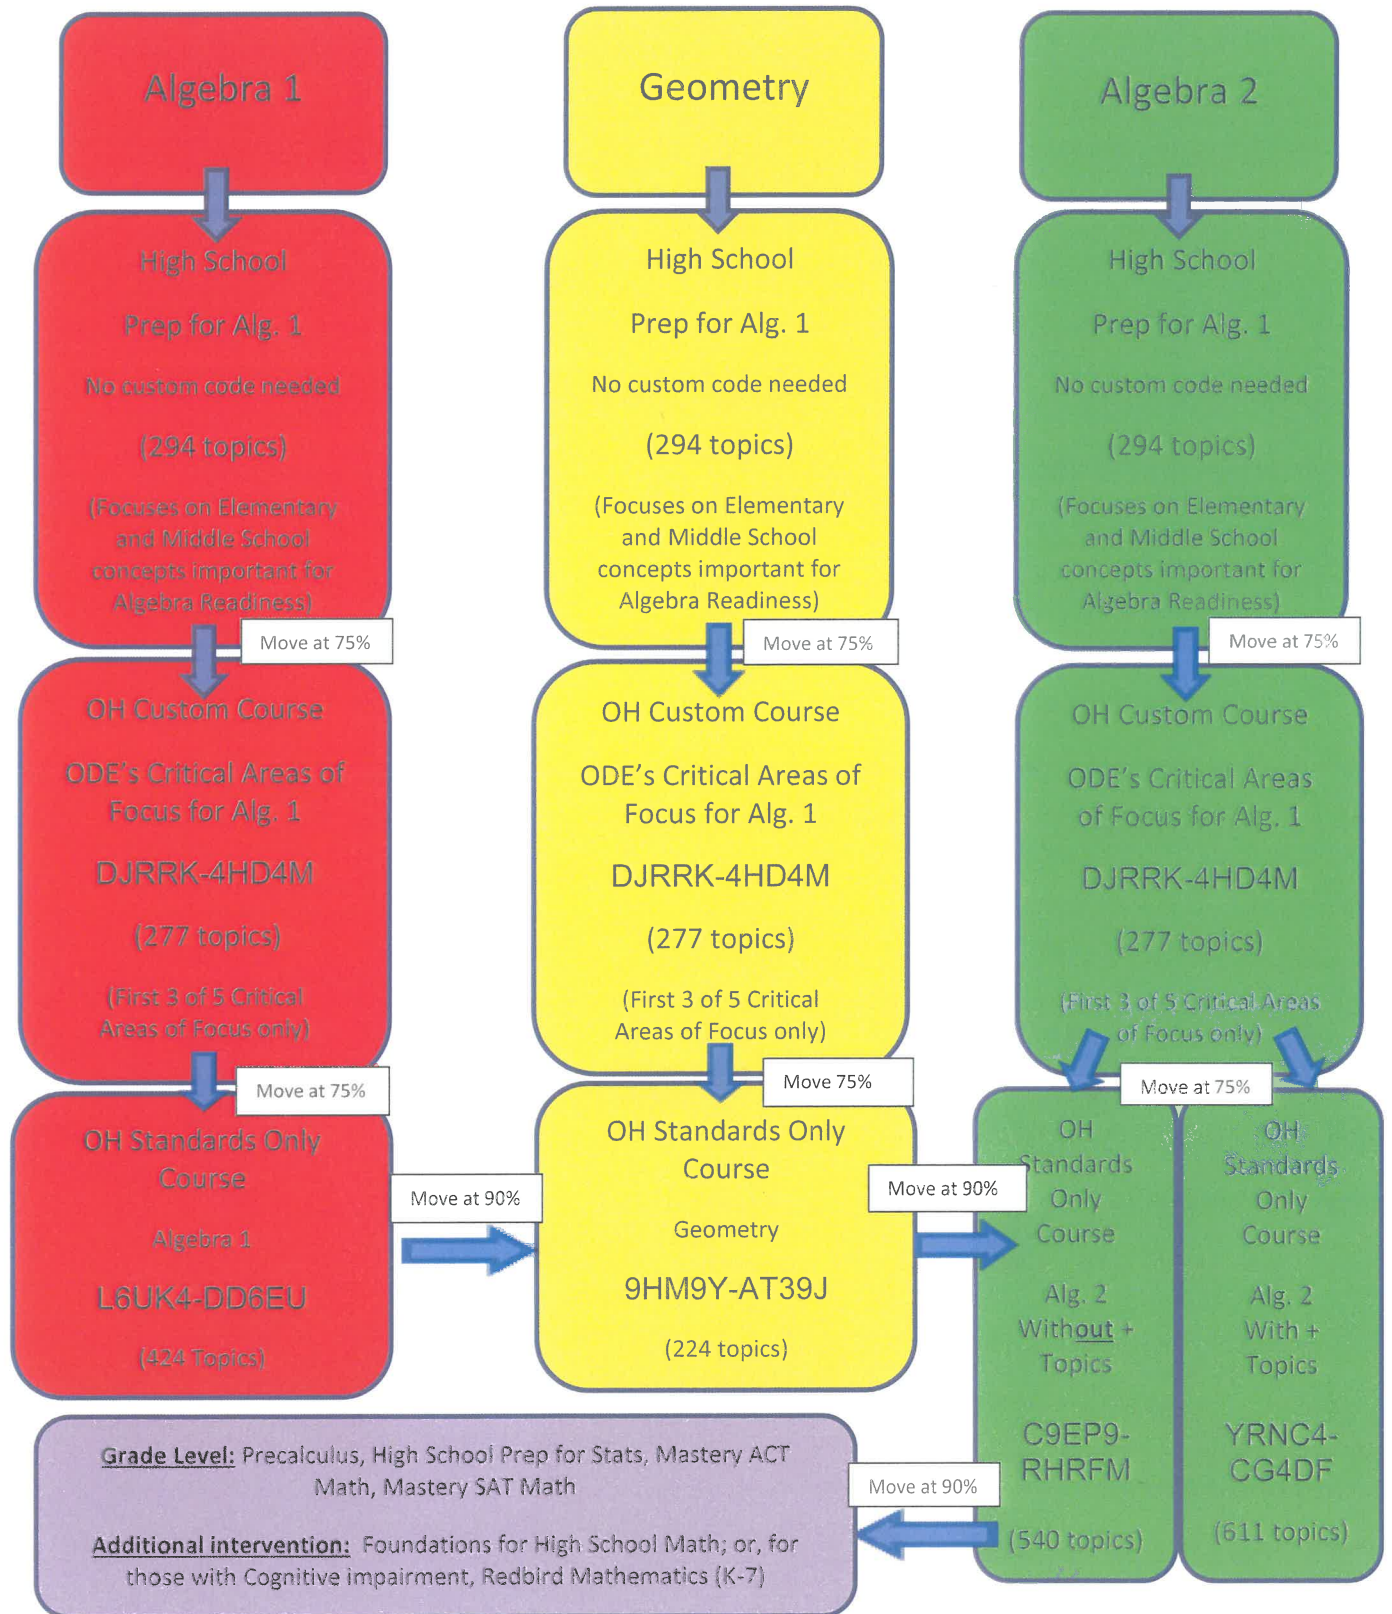 Algebra 1
High School
Prep for Alg. 1
No custom code needed
(294 topics)
(Focuses on Elementary
and Middle School
concepts important for
Algebra Readiness)
Move at 75%
OH Custom Course
ODE's Critical Areas of
Focus for Alg. 1
DJRRK-4HD4M
(277 topics)
(First 3 of 5 Critical
Areas of Focus only)
Move at 75%
OH Standards Only
Course
Algebra 1
L6UK4-DD6EU
(424 Topics)
Move at 90%
Geometry
High School
Prep for Alg. 1
No custom code needed
(294 topics)
(Focuses on Elementary
and Middle School
concepts important for
Algebra Readiness)
Move at 75%
OH Custom Course
ODE's Critical Areas of
Focus for Alg. 1
DJRRK-4HD4M
(277 topics)
(First 3 of 5 Critical
Areas of Focus only)
Move 75%
OH Standards Only
Course
Geometry
9HM9Y-AT39J
(224 topics)
Move at 90%
Algebra 2
High School
Prep for Alg. 1
No custom code needed
(294 topics)
(Focuses on Elementary
and Middle School
concepts important for
Algebra Readiness)
Move at 75%
OH Custom Course
ODE's Critical Areas
of Focus for Alg. 1
DJRRK-4HD4M
(277 topics)
(First 3 of 5 Critical Areas
of Focus only)
Move at 75%
OH
Standards
Only
Course
Alg. 2
Without +
Topics
C9EP9-
RHRFM
(540 topics)
OH
Standards
Only
Course
Alg. 2
With +
Topics
YRNC4-
CG4DF
(611 topics)
Move at 90%
Grade Level: Precalculus, High School Prep for Stats, Mastery ACT
Math, Mastery SAT Math
Additional intervention: Foundations for High School Math; or, for
those with Cognitive impairment, Redbird Mathematics (K-7)